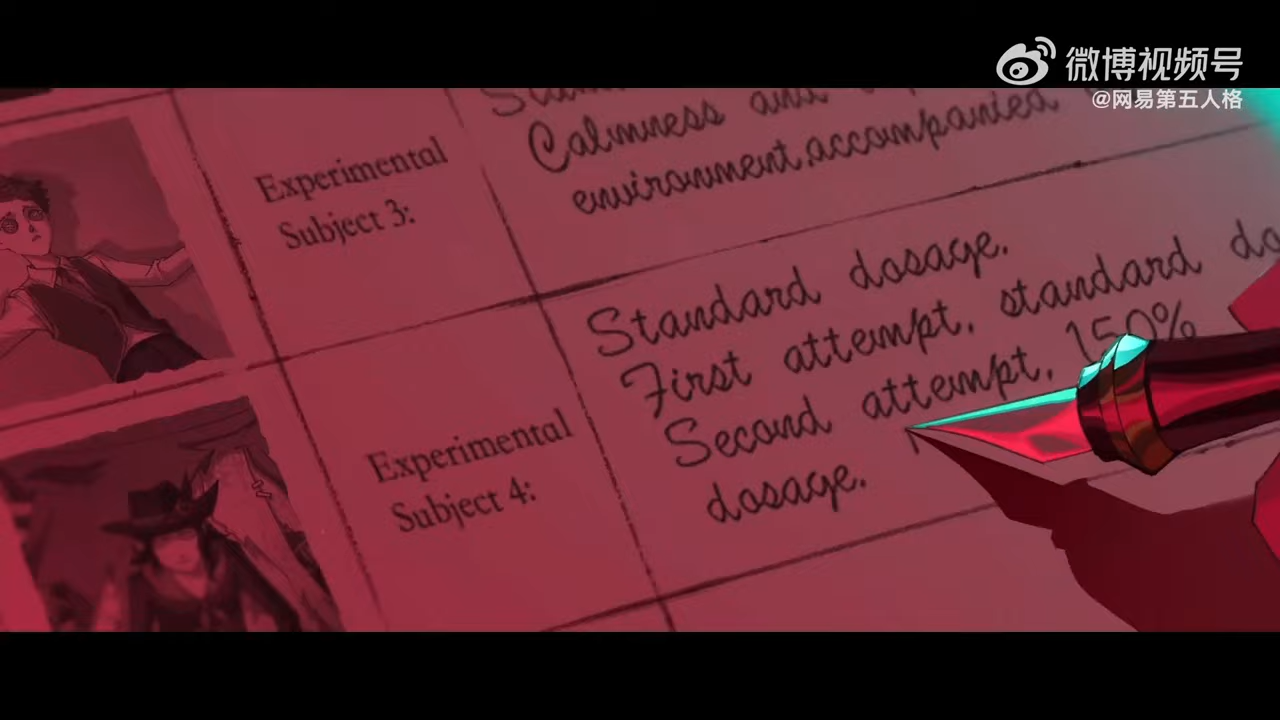 微博视频号
@网易第五人格
Calmness and
environment,accompanied
Experimental
Subject 3:
Standard dosage.
First attempt, standard
Second attempt, 150%
dosage.
Experimental
Subject 4: